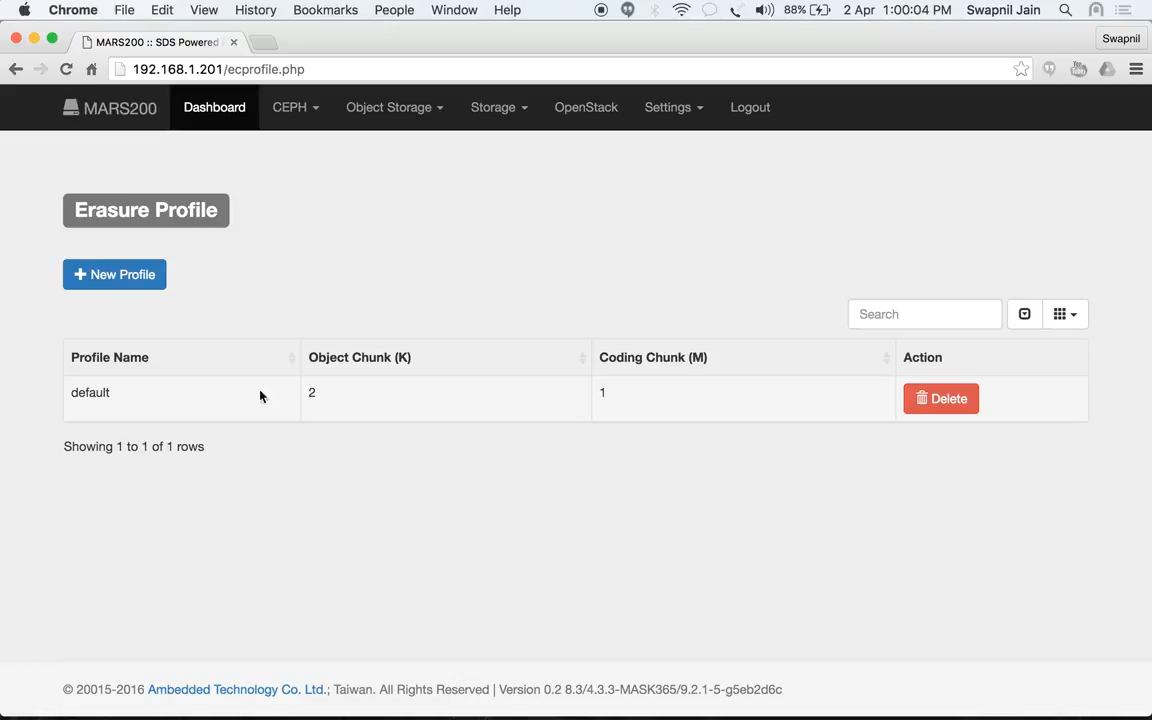 Chrome File Edit View History Bookmarks People Window Help 88% 2 Apr 1:00:04 PM Swapnil Jain
MARS200 :: SDS Powered
Swapnil
192.168.1.201/ecprofile.php
MARS200 Dashboard CEPH Object Storage Storage OpenStack Settings Logout
Erasure Profile
New Profile
Search
Profile Name Object Chunk (K) Coding Chunk (M) Action
default 2 1 Delete
Showing 1 to 1 of 1 rows
© 20015-2016 Ambedded Technology Co. Ltd.; Taiwan. All Rights Reserved | Version 0.2 8.3/4.3.3-MASK365/9.2.1-5-g5eb2d6c